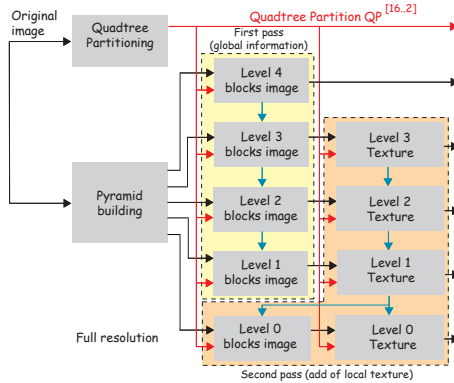 Original
image
Quadtree
Partitioning
Quadtree Partition QP [16..2]
First pass
(global information)
Level 4
blocks image
Level 3
blocks image
Level 3
Texture
Pyramid
building
Level 2
blocks image
Level 2
Texture
Level 1
blocks image
Level 1
Texture
Full resolution
Level 0
blocks image
Level 0
Texture
Second pass (add of local texture)